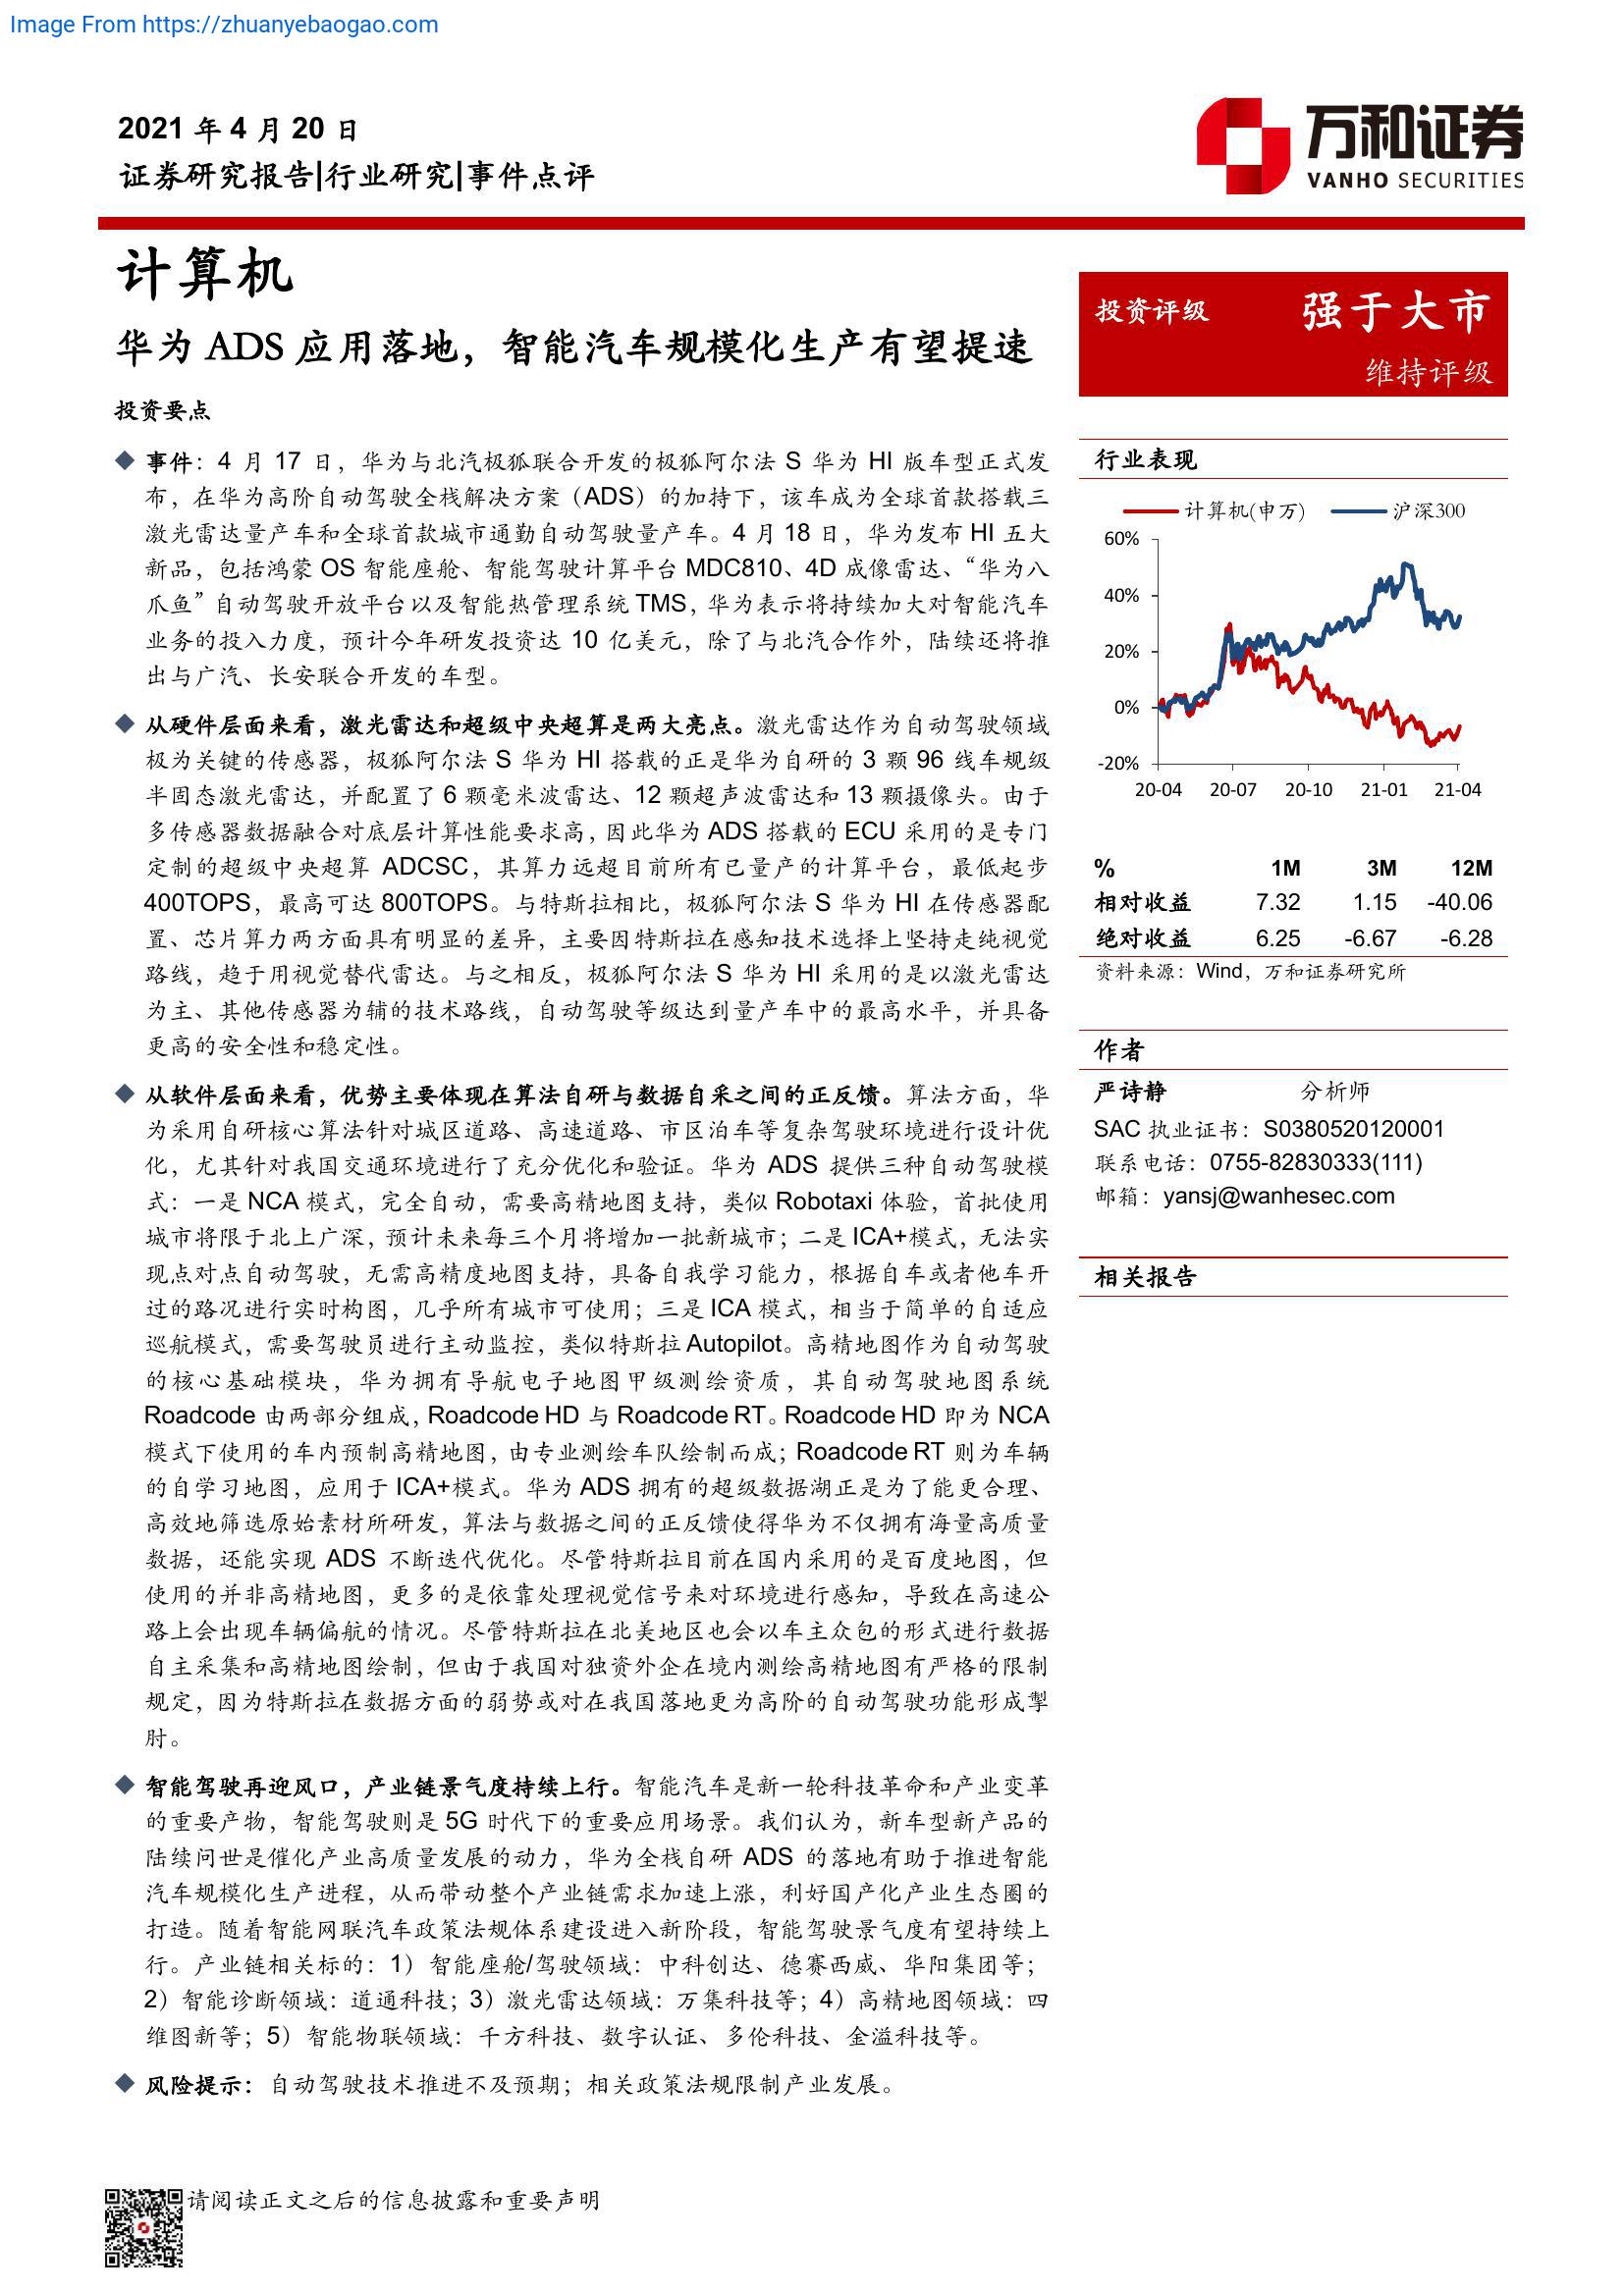 Image From https://zhuanyebaogao.com
2021 年 4 月 20 日
证券研究报告|行业研究|事件点评
万和证券
VANHO SECURITIES
计算机
华为 ADS 应用落地，智能汽车规模化生产有望提速
投资要点
◆ 事件：4 月 17 日，华为与北汽极狐联合开发的极狐阿尔法 S 华为 HI 版车型正式发
布，在华为高阶自动驾驶全栈解决方案（ADS）的加持下，该车成为全球首款搭载三
激光雷达量产车和全球首款城市通勤自动驾驶量产车。4 月 18 日，华为发布 HI 五大
新品，包括鸿蒙 OS 智能座舱、智能驾驶计算平台 MDC810、4D 成像雷达、“华为八
爪鱼”自动驾驶开放平台以及智能热管理系统 TMS，华为表示将持续加大对智能汽车
业务的投入力度，预计今年研发投资达 10 亿美元，除了与北汽合作外，陆续还将推
出与广汽、长安联合开发的车型。
◆ 从硬件层面来看，激光雷达和超级中央超算是两大亮点。激光雷达作为自动驾驶领域
极为关键的传感器，极狐阿尔法 S 华为 HI 搭载的正是华为自研的 3 颗 96 线车规级
半固态激光雷达，并配置了 6 颗毫米波雷达、12 颗超声波雷达和 13 颗摄像头。由于
多传感器数据融合对底层计算性能要求高，因此华为 ADS 搭载的 ECU 采用的是专门
定制的超级中央超算 ADCSC，其算力远超目前所有已量产的计算平台，最低起步
400TOPS，最高可达 800TOPS。与特斯拉相比，极狐阿尔法 S 华为 HI 在传感器配
置、芯片算力两方面具有明显的差异，主要因特斯拉在感知技术选择上坚持走纯视觉
路线，趋于用视觉替代雷达。与之相反，极狐阿尔法 S 华为 HI 采用的是以激光雷达
为主、其他传感器为辅的技术路线，自动驾驶等级达到量产车中的最高水平，并具备
更高的安全性和稳定性。
◆ 从软件层面来看，优势主要体现在算法自研与数据自采之间的正反馈。算法方面，华
为采用自研核心算法针对城区道路、高速道路、市区泊车等复杂驾驶环境进行设计优
化，尤其针对我国交通环境进行了充分优化和验证。华为 ADS 提供三种自动驾驶模
式：一是 NCA 模式，完全自动，需要高精地图支持，类似 Robotaxi 体验，首批使用
城市将限于北上广深，预计未来每三个月将增加一批新城市；二是 ICA+模式，无法实
现点对点自动驾驶，无需高精度地图支持，具备自我学习能力，根据自车或者他车开
过的路况进行实时构图，几乎所有城市可使用；三是 ICA 模式，相当于简单的自适应
巡航模式，需要驾驶员进行主动监控，类似特斯拉 Autopilot。高精地图作为自动驾驶
的核心基础模块，华为拥有导航电子地图甲级测绘资质，其自动驾驶地图系统
Roadcode 由两部分组成，Roadcode HD 与 Roadcode RT。Roadcode HD 即为 NCA
模式下使用的车内预制高精地图，由专业测绘车队绘制而成；Roadcode RT 则为车辆
的自学习地图，应用于 ICA+模式。华为 ADS 拥有的超级数据湖正是为了能更合理、
高效地筛选原始素材所研发，算法与数据之间的正反馈使得华为不仅拥有海量高质量
数据，还能实现 ADS 不断迭代优化。尽管特斯拉目前在国内采用的是百度地图，但
使用的并非高精地图，更多的是依靠处理视觉信号来对环境进行感知，导致在高速公
路上会出现车辆偏航的情况。尽管特斯拉在北美地区也会以车主众包的形式进行数据
自主采集和高精地图绘制，但由于我国对独资外企在境内测绘高精地图有严格的限制
规定，因为特斯拉在数据方面的弱势或对在我国落地更为高阶的自动驾驶功能形成掣
肘。
◆ 智能驾驶再迎风口，产业链景气度持续上行。智能汽车是新一轮科技革命和产业变革
的重要产物，智能驾驶则是 5G 时代下的重要应用场景。我们认为，新车型新产品的
陆续问世是催化产业高质量发展的动力，华为全栈自研 ADS 的落地有助于推进智能
汽车规模化生产进程，从而带动整个产业链需求加速上涨，利好国产化产业生态圈的
打造。随着智能网联汽车政策法规体系建设进入新阶段，智能驾驶景气度有望持续上
行。产业链相关标的：1）智能座舱/驾驶领域：中科创达、德赛西威、华阳集团等；
2）智能诊断领域：道通科技；3）激光雷达领域：万集科技等；4）高精地图领域：四
维图新等；5）智能物联领域：千方科技、数字认证、多伦科技、金溢科技等。
◆ 风险提示：自动驾驶技术推进不及预期；相关政策法规限制产业发展。
投资评级 强于大市
维持评级
行业表现
计算机(申万) 沪深300
60%
40%
20%
0%
-20%
20-04 20-07 20-10 21-01 21-04
% 1M 3M 12M
相对收益 7.32 1.15 -40.06
绝对收益 6.25 -6.67 -6.28
资料来源：Wind，万和证券研究所
作者
严诗静 分析师
SAC 执业证书：S0380520120001
联系电话：0755-82830333(111)
邮箱：yansj@wanhesec.com
相关报告
请阅读正文之后的信息披露和重要声明